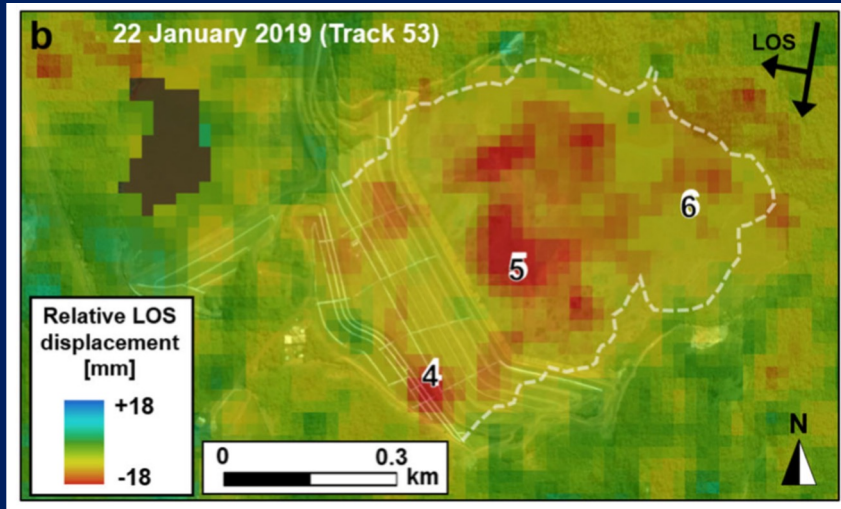 b
22 January 2019 (Track 53)
LOS
6
5
4
Relative LOS
displacement
[mm]
+18
-18
0 0.3
km
N